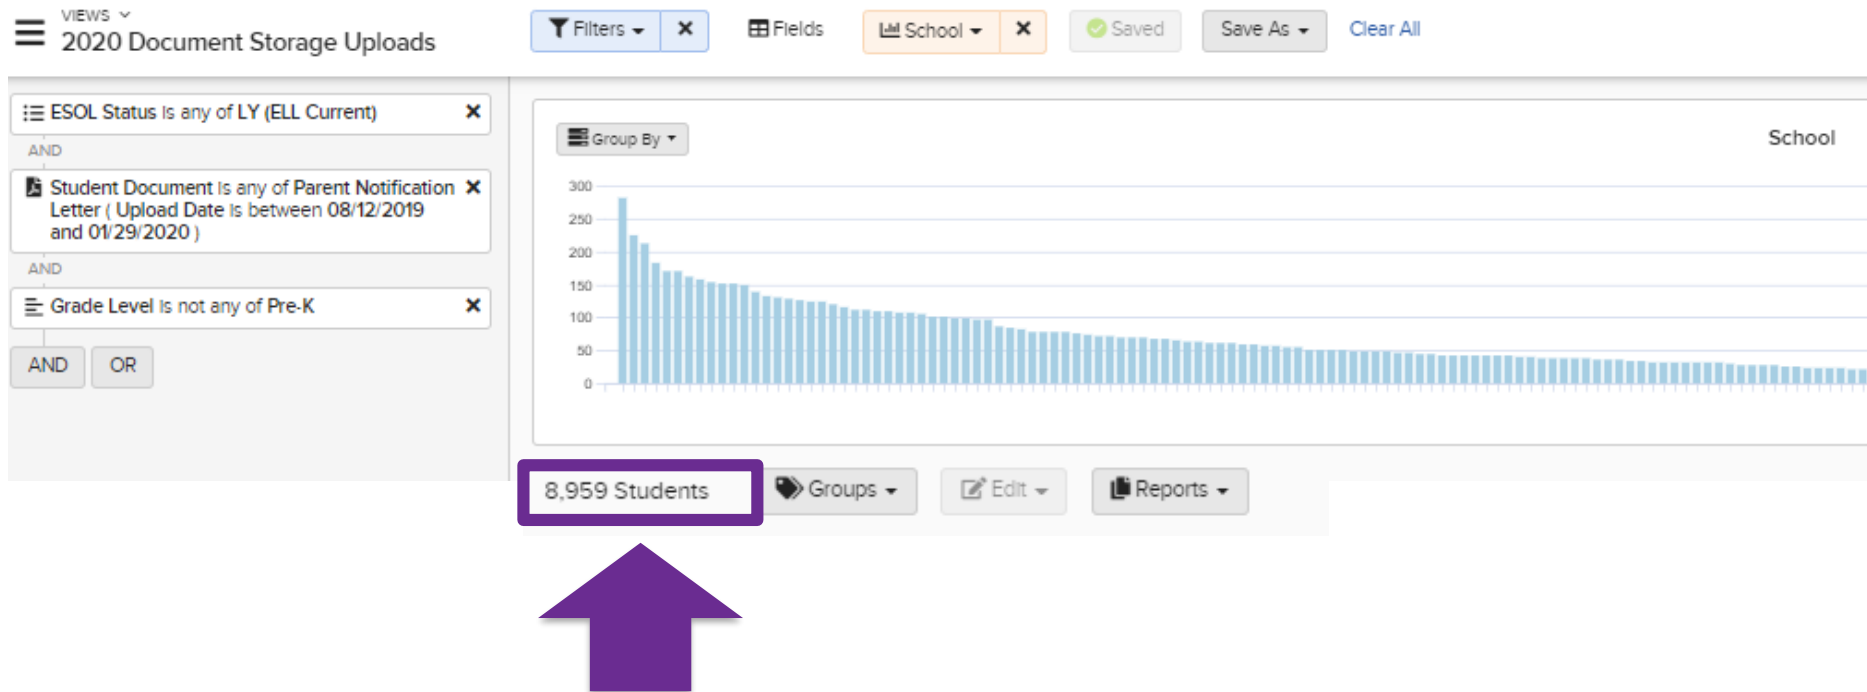 VIEWS
2020 Document Storage Uploads
Filters
Fields
School
Saved
Save As
Clear All
ESOL Status is any of LY (ELL Current)
AND
Student Document is any of Parent Notification
Letter ( Upload Date is between 08/12/2019
and 01/29/2020 )
AND
Grade Level is not any of Pre-K
AND
OR
Group By
School
300
250
200
150
100
50
0
8,959 Students
Groups
Edit
Reports